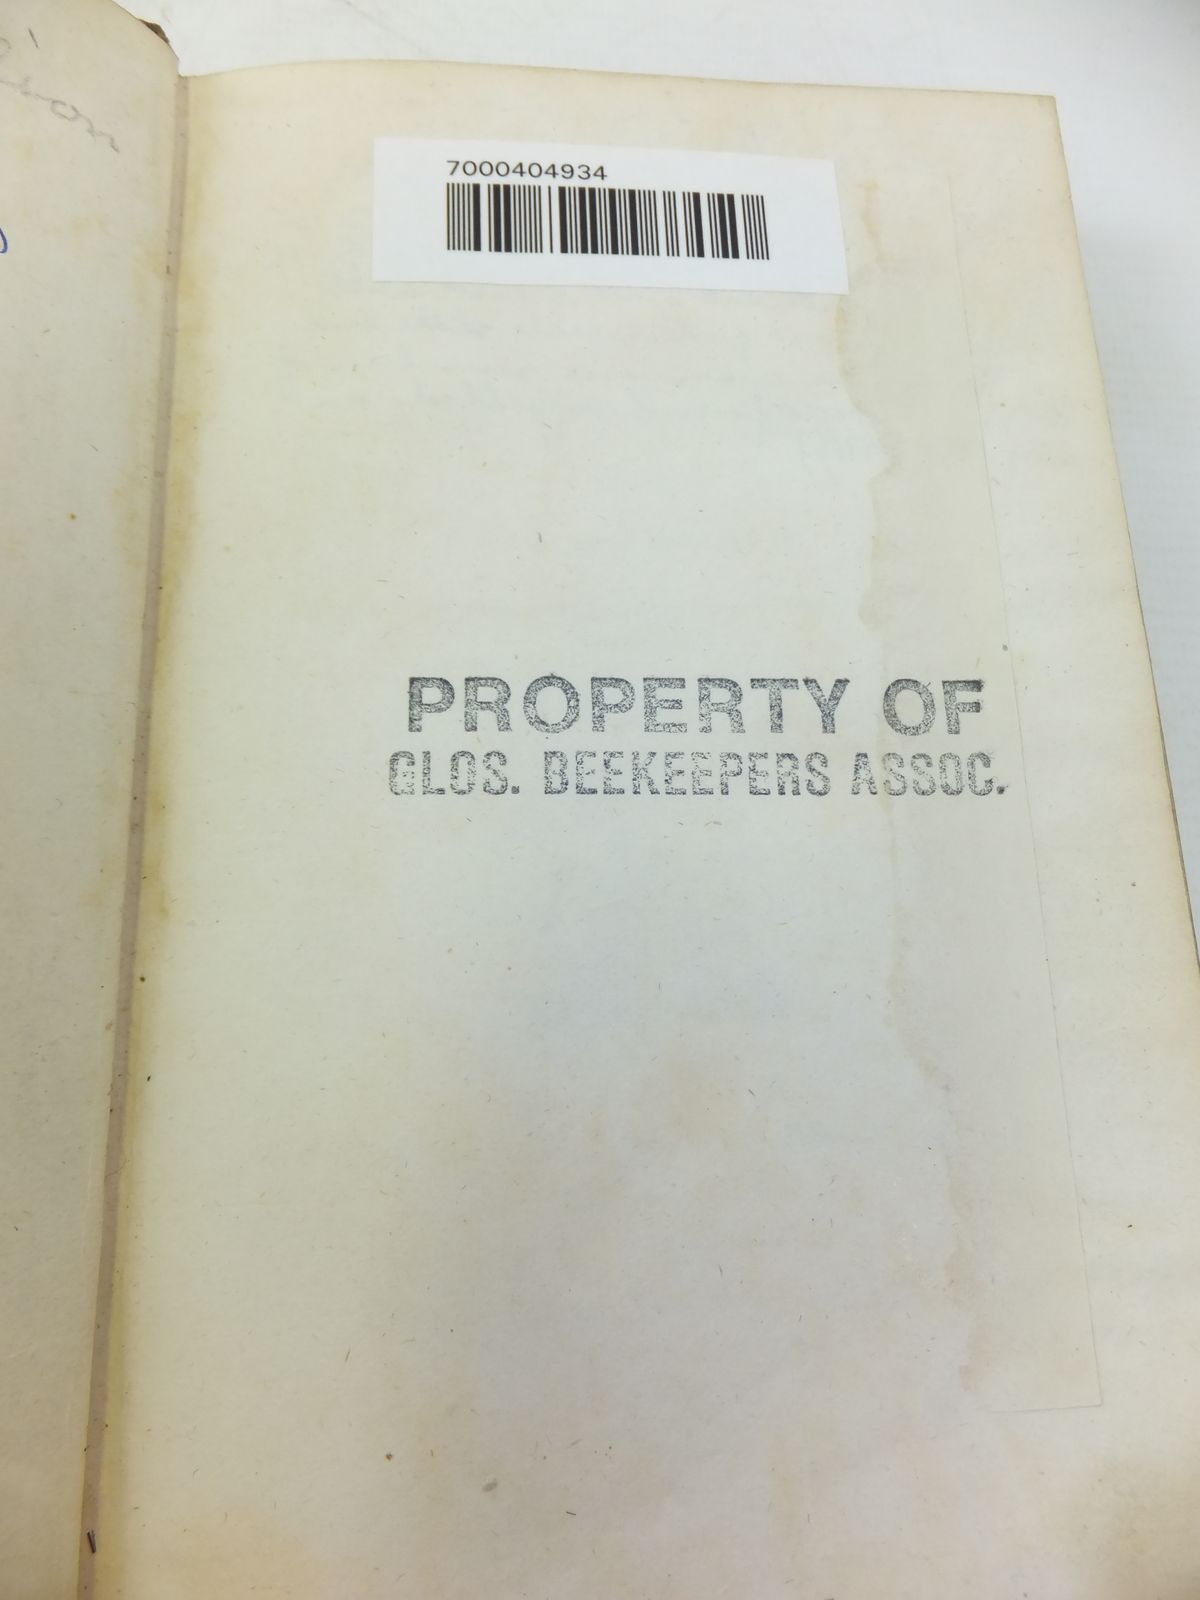 7000404934
PROPERTY OF
GLOS. BEEKEEPERS ASSOC.